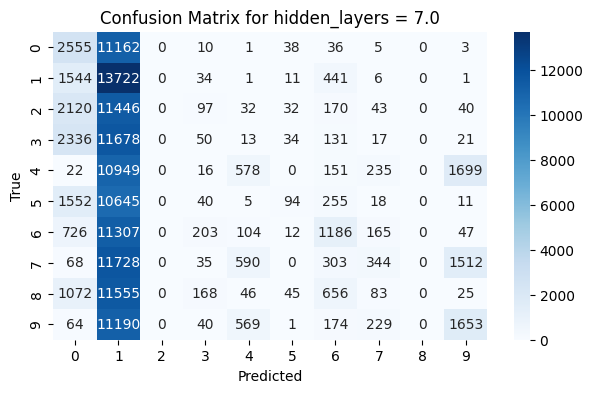 Confusion Matrix for hidden_layers = 7.0
0 2555 11162 0 10 1 38 36 5 0 3
1 1544 13722 0 34 1 11 441 6 0 1
2 2120 11446 0 97 32 32 170 43 0 40
3 2336 11678 0 50 13 34 131 17 0 21
4 22 10949 0 16 578 0 151 235 0 1699
5 1552 10645 0 40 5 94 255 18 0 11
6 726 11307 0 203 104 12 1186 165 0 47
7 68 11728 0 35 590 0 303 344 0 1512
8 1072 11555 0 168 46 45 656 83 0 25
9 64 11190 0 40 569 1 174 229 0 1653
0 1 2 3 4 5 6 7 8 9
Predicted
True
12000
10000
8000
6000
4000
2000
0